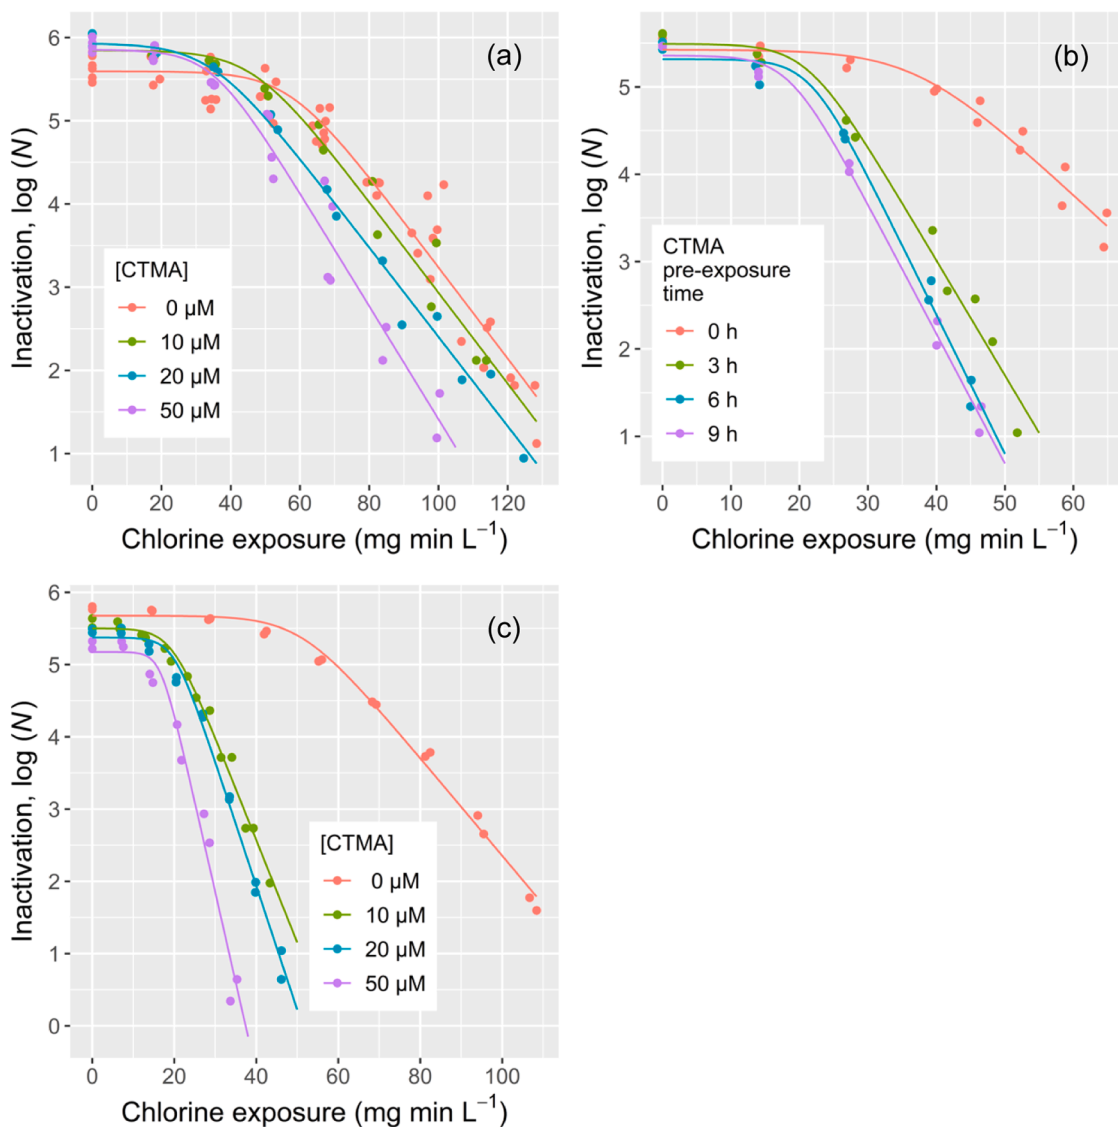 (a)
Inactivation, log (N)
6
5
4
3
2
1
[CTMA]
0 μM
10 μM
20 μM
50 μM
0 20 40 60 80 100 120
Chlorine exposure (mg min L⁻¹)
(b)
Inactivation, log (N)
5
4
3
2
1
CTMA
pre-exposure
time
0 h
3 h
6 h
9 h
0 10 20 30 40 50 60
Chlorine exposure (mg min L⁻¹)
(c)
Inactivation, log (N)
6
5
4
3
2
1
0
[CTMA]
0 μM
10 μM
20 μM
50 μM
0 20 40 60 80 100
Chlorine exposure (mg min L⁻¹)